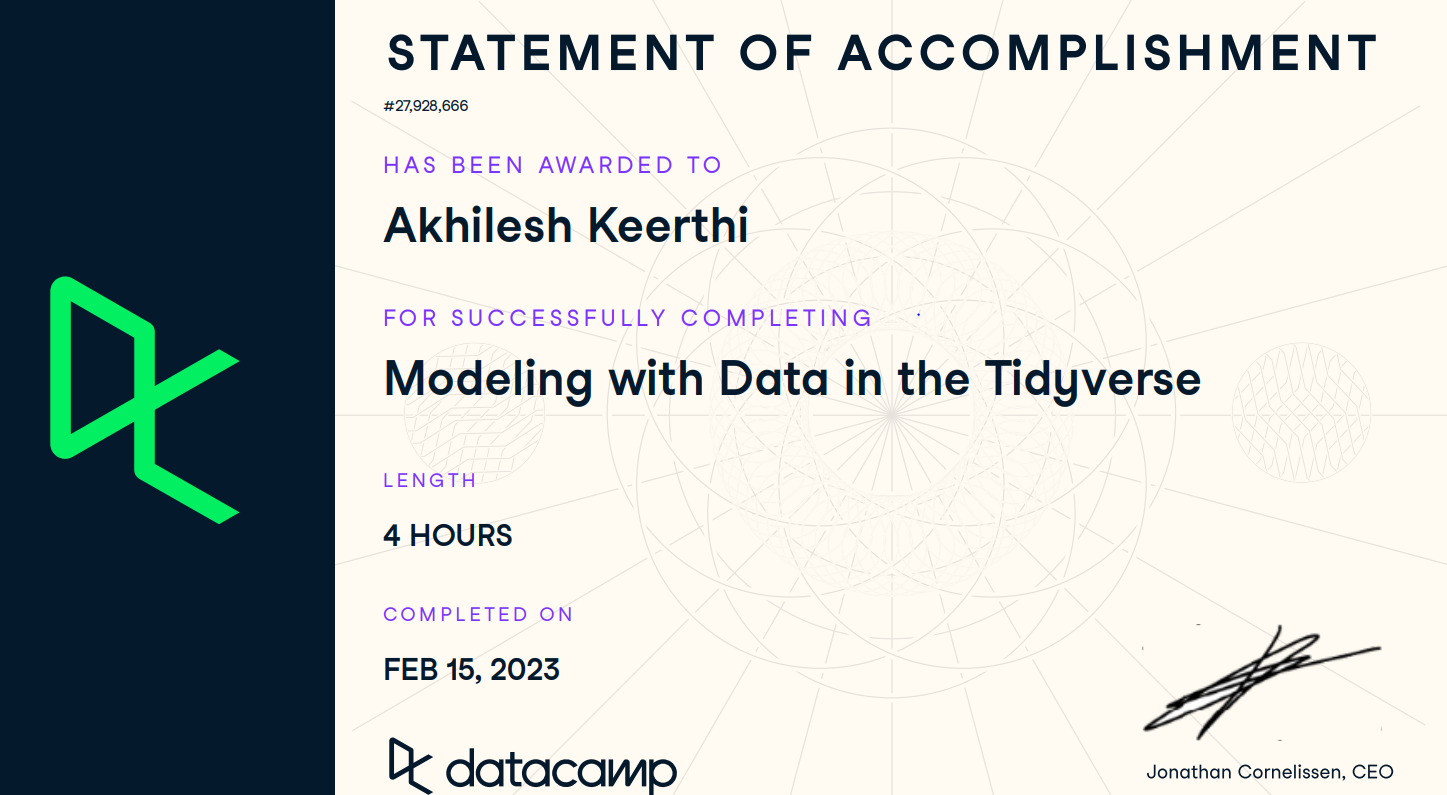 STATEMENT OF ACCOMPLISHMENT
#27,928,666
HAS BEEN AWARDED TO
Akhilesh Keerthi
FOR SUCCESSFULLY COMPLETING
Modeling with Data in the Tidyverse
LENGTH
4 HOURS
COMPLETED ON
FEB 15, 2023
datacamp
Jonathan Cornelissen, CEO